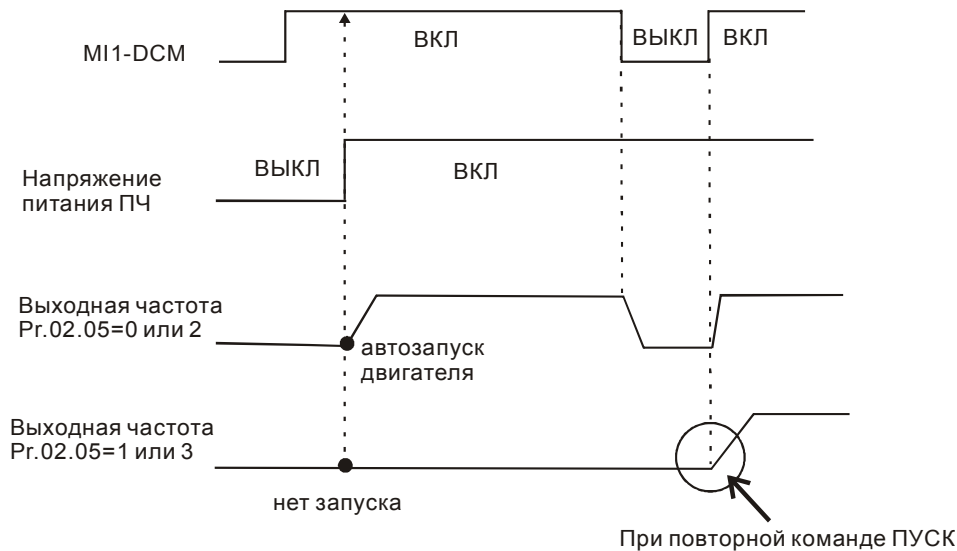 MI1-DCM
ВКЛ
ВЫКЛ
ВКЛ
Напряжение
питания ПЧ
ВЫКЛ
ВКЛ
Выходная частота
Pr.02.05=0 или 2
автозапуск
двигателя
Выходная частота
Pr.02.05=1 или 3
нет запуска
При повторной команде ПУСК